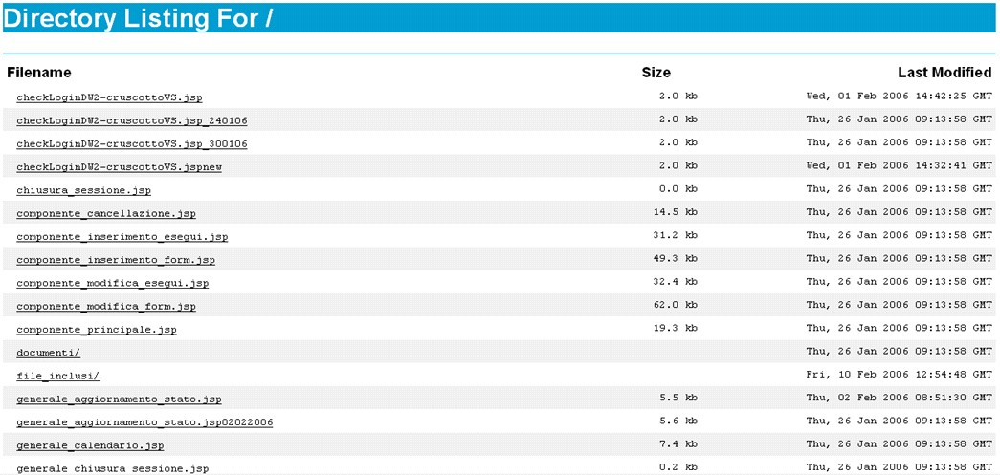 Directory Listing For /
Filename Size Last Modified
checkLoginDW2-cruscottoVS.jsp 2.0 kb Wed, 01 Feb 2006 14:42:25 GMT
checkLoginDW2-cruscottoVS.jsp_240106 2.0 kb Thu, 26 Jan 2006 09:13:58 GMT
checkLoginDW2-cruscottoVS.jsp_300106 2.0 kb Thu, 26 Jan 2006 09:13:58 GMT
checkLoginDW2-cruscottoVS.jspnew 2.0 kb Wed, 01 Feb 2006 14:32:41 GMT
chiusura_sessione.jsp 0.0 kb Thu, 26 Jan 2006 09:13:58 GMT
componente_cancellazione.jsp 14.5 kb Thu, 26 Jan 2006 09:13:58 GMT
componente_inserimento_esegui.jsp 31.2 kb Thu, 26 Jan 2006 09:13:58 GMT
componente_inserimento_form.jsp 49.3 kb Thu, 26 Jan 2006 09:13:58 GMT
componente_modifica_esegui.jsp 32.4 kb Thu, 26 Jan 2006 09:13:58 GMT
componente_modifica_form.jsp 62.0 kb Thu, 26 Jan 2006 09:13:58 GMT
componente_principale.jsp 19.3 kb Thu, 26 Jan 2006 09:13:58 GMT
documenti/ Thu, 26 Jan 2006 09:13:58 GMT
file_inclusi/ Fri, 10 Feb 2006 12:54:48 GMT
generale_aggiornamento_stato.jsp 5.5 kb Thu, 02 Feb 2006 08:51:30 GMT
generale_aggiornamento_stato.jsp02022006 5.6 kb Thu, 26 Jan 2006 09:13:58 GMT
generale_calendario.jsp 7.4 kb Thu, 26 Jan 2006 09:13:58 GMT
generale_chiusura_sessione.jsp 0.2 kb Thu, 26 Jan 2006 09:13:58 GMT